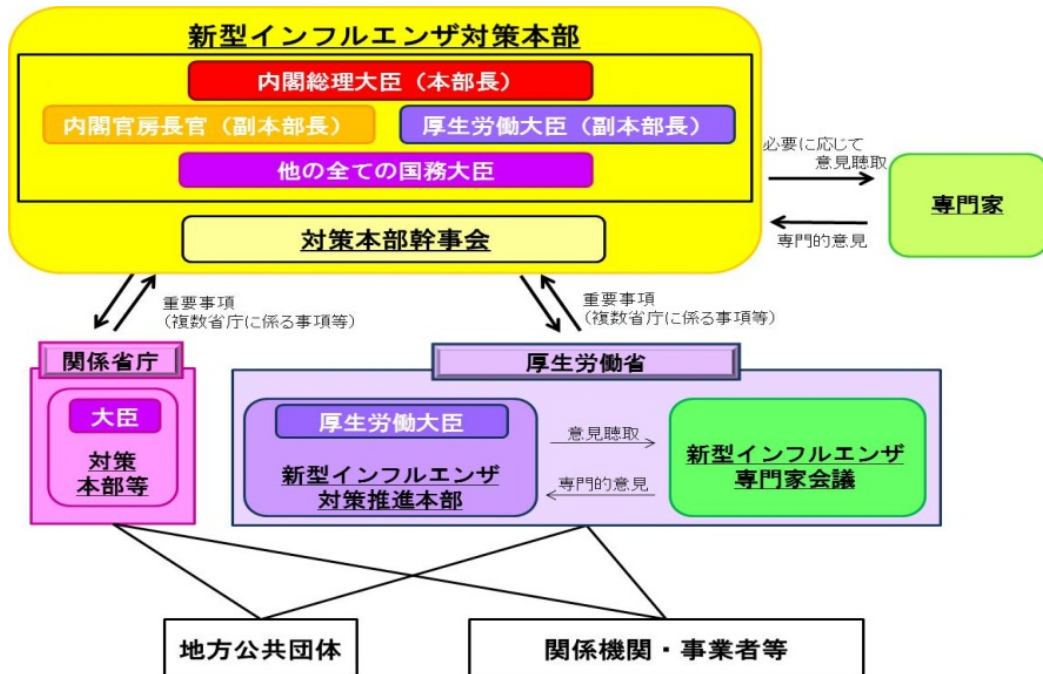 新型インフルエンザ対策本部
内閣総理大臣（本部長）
内閣官房長官（副本部長）
厚生労働大臣（副本部長）
他の全ての国務大臣
対策本部幹事会
必要に応じて
意見聴取
専門家
専門的意見
重要事項
（複数省庁に係る事項等）
重要事項
（複数省庁に係る事項等）
関係省庁
大臣
対策
本部等
厚生労働省
厚生労働大臣
新型インフルエンザ
対策推進本部
意見聴取
専門的意見
新型インフルエンザ
専門家会議
地方公共団体
関係機関・事業者等